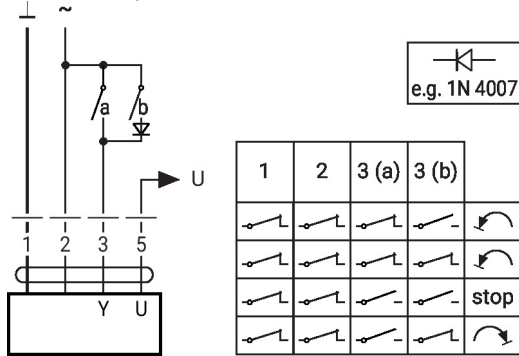 ⊥ ~
e.g. 1N 4007
a b
U
1 2 3 (a) 3 (b)
1 2 3 5
stop
Y U